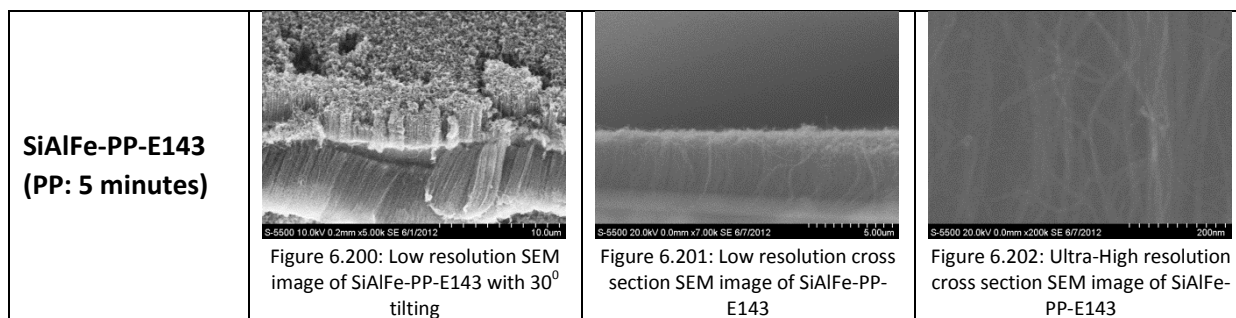 SiAlFe-PP-E143
(PP: 5 minutes)
S-5500 10.0kV 0.2mm x5.00k SE 6/1/2012 10.0um
Figure 6.200: Low resolution SEM
image of SiAlFe-PP-E143 with 30⁰
tilting
S-5500 20.0kV 0.0mm x7.00k SE 6/7/2012 5.00um
Figure 6.201: Low resolution cross
section SEM image of SiAlFe-PP-
E143
S-5500 20.0kV 0.0mm x200k SE 6/7/2012 200nm
Figure 6.202: Ultra-High resolution
cross section SEM image of SiAlFe-
PP-E143